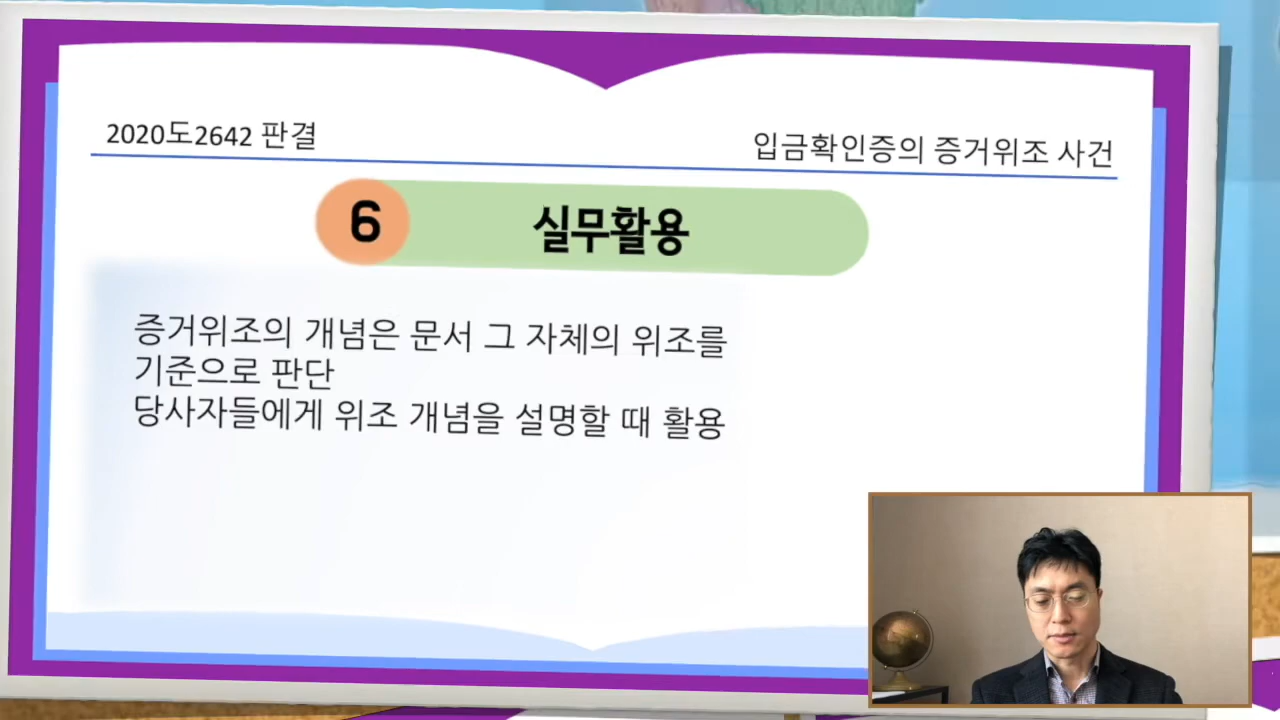 2020도2642 판결
입금확인증의 증거위조 사건
6 실무활용
증거위조의 개념은 문서 그 자체의 위조를
기준으로 판단
당사자들에게 위조 개념을 설명할 때 활용